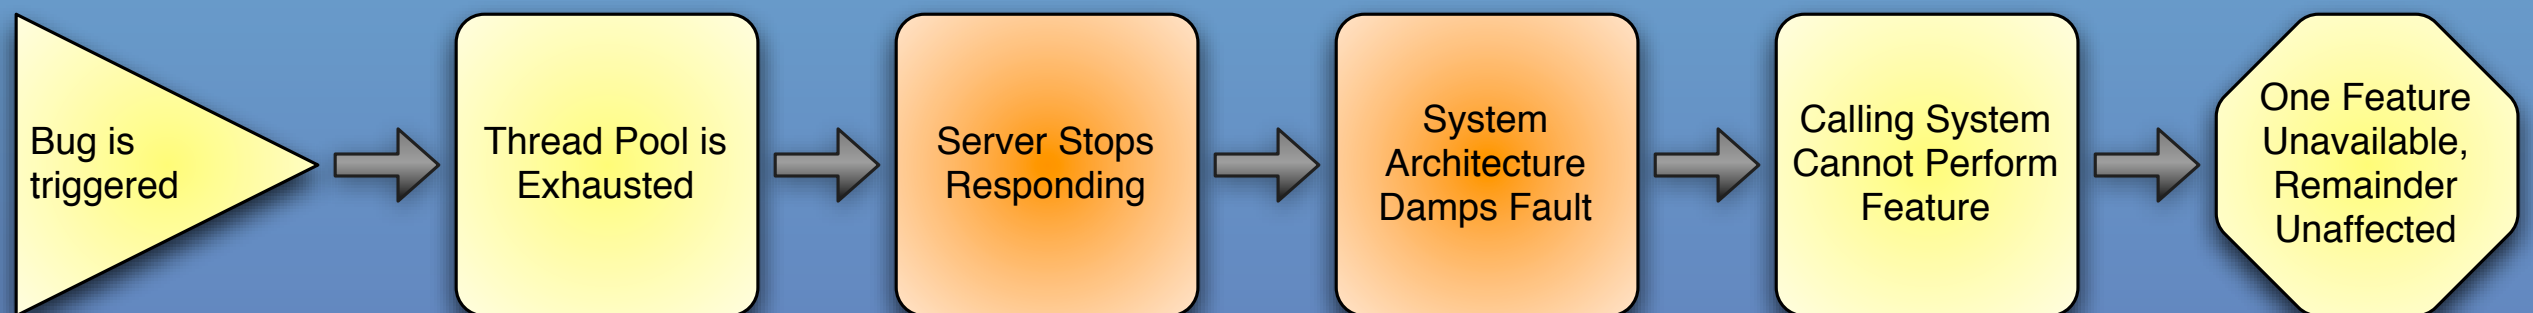 Bug is
triggered
Thread Pool is
Exhausted
Server Stops
Responding
System
Architecture
Damps Fault
Calling System
Cannot Perform
Feature
One Feature
Unavailable,
Remainder
Unaffected